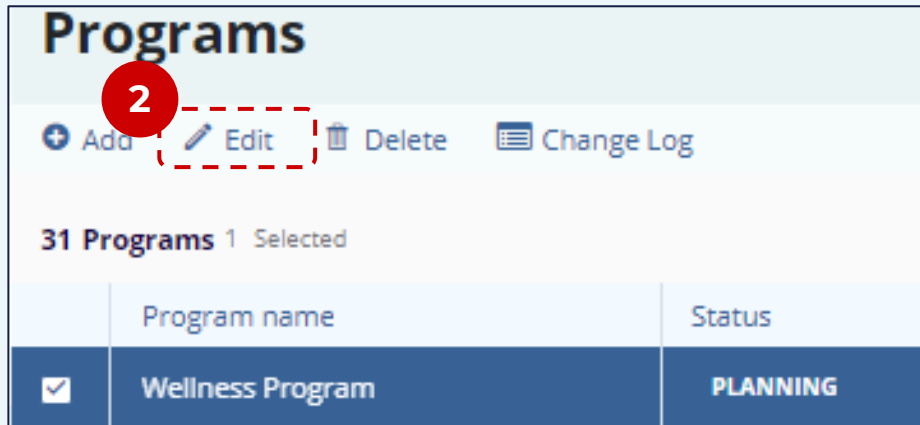 Programs
2
Add Edit Delete Change Log
31 Programs 1 Selected
Program name Status
Wellness Program PLANNING